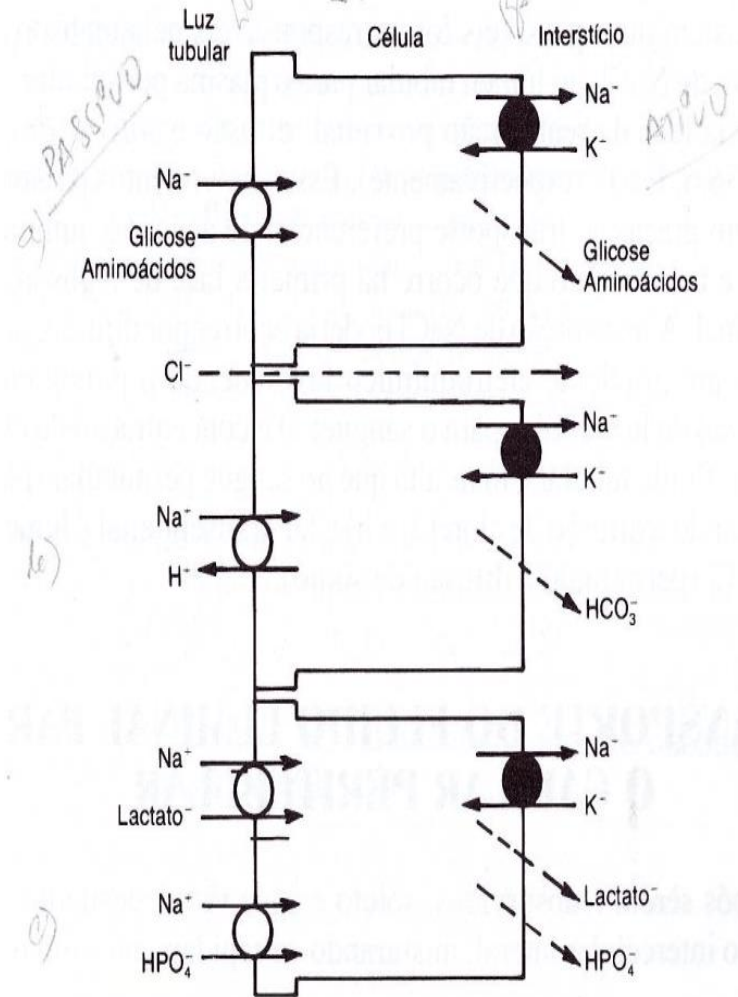 Luz
tubular
Célula
Interstício
a) PASSIVO
ATIVO
Na⁻
K⁻
Na⁻
Glicose
Aminoácidos
Glicose
Aminoácidos
Cl⁻
Na⁻
K⁻
Na⁻
H⁻
b)
HCO₃⁻
Na⁻
Lactato⁻
Na⁻
K⁻
Lactato⁻
c)
Na⁻
HPO₄⁻
HPO₄⁻